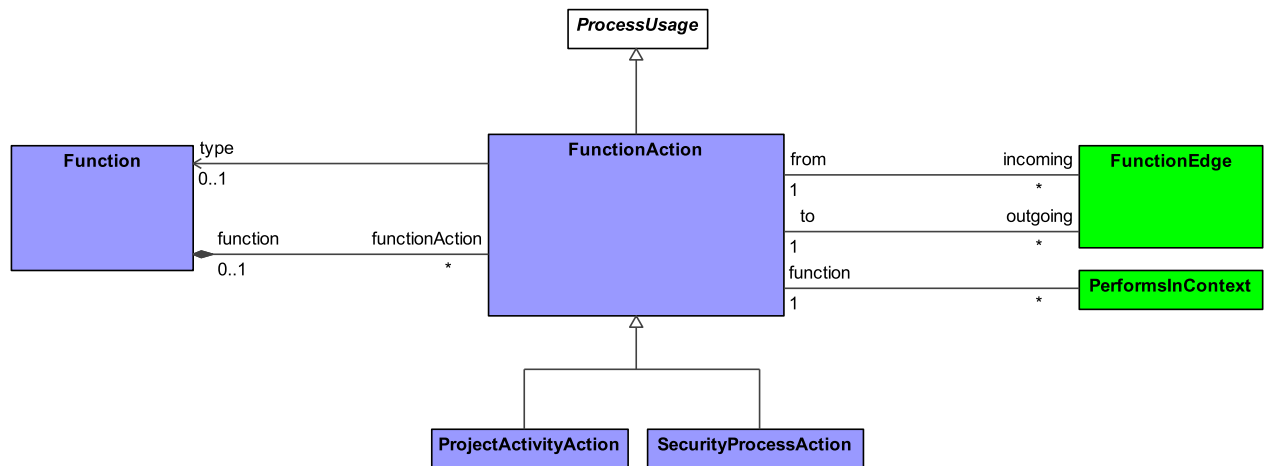 ProcessUsage
Function
type
0..1
function
functionAction
0..1
*
FunctionAction
from
incoming
1
*
to
outgoing
1
*
function
1
*
FunctionEdge
PerformsInContext
ProjectActivityAction
SecurityProcessAction